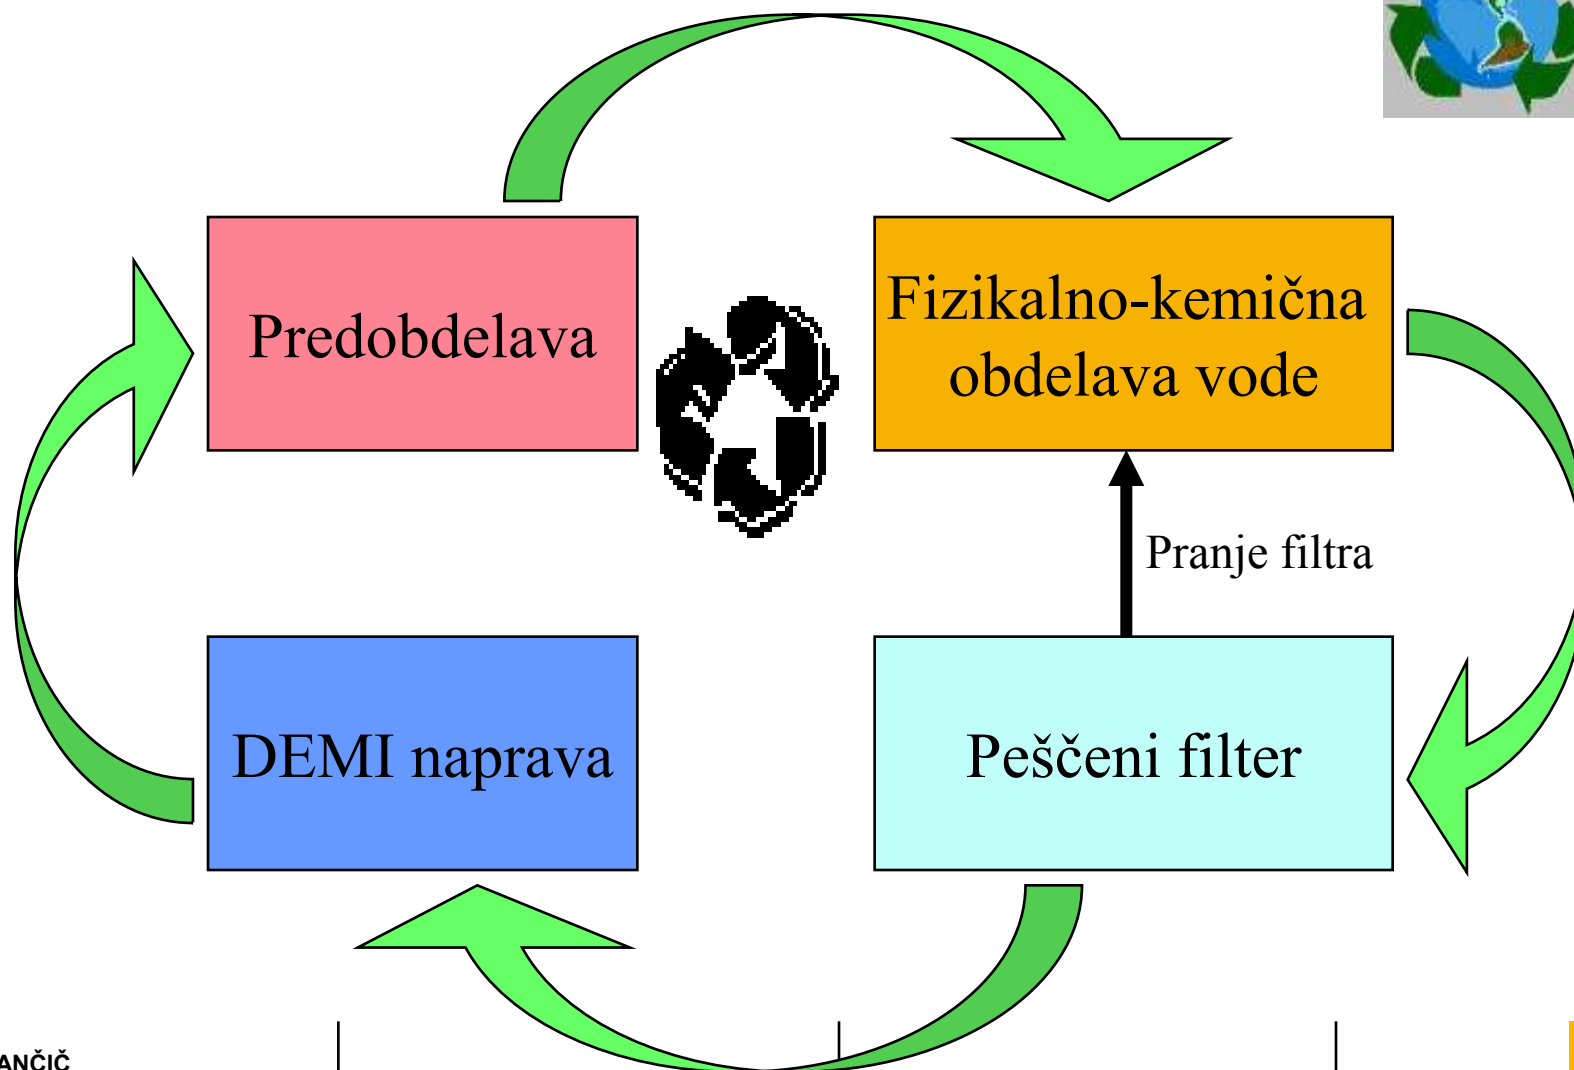 Predobdelava
Fizikalno-kemična
obdelava vode
Pranje filtra
DEMI naprava
Peščeni filter
ANČIČ